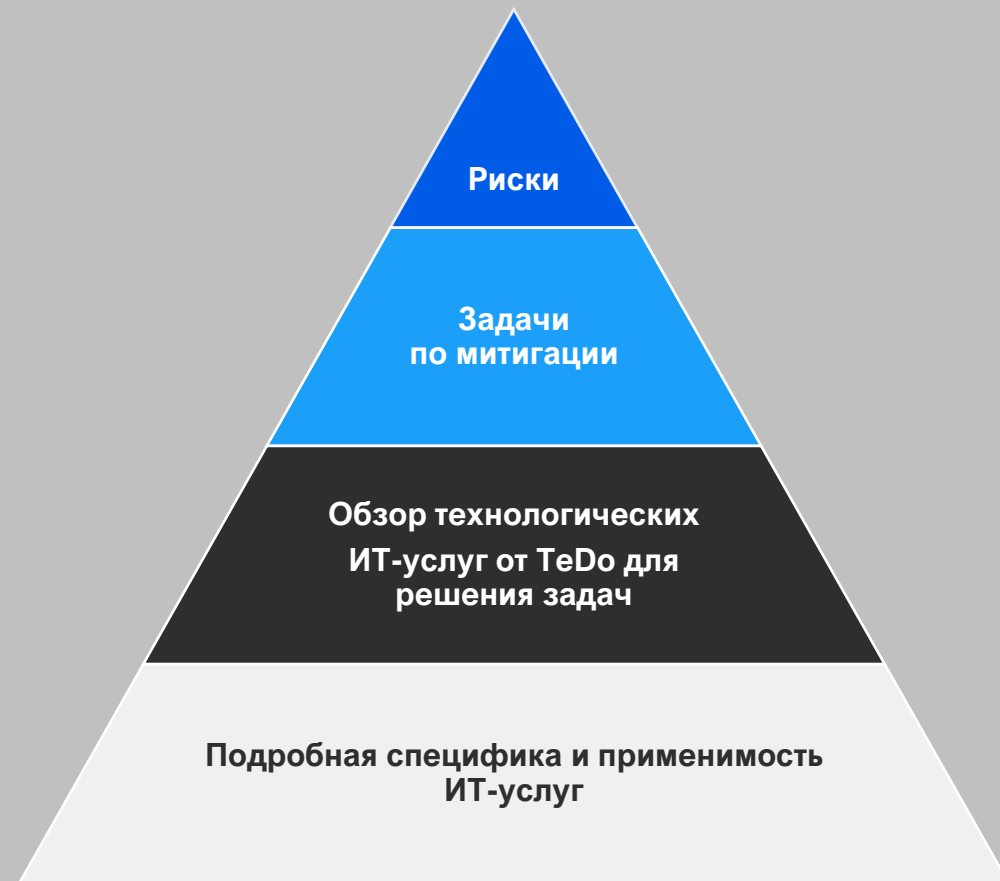 Риски
Задачи
по митигации
Обзор технологических
ИТ-услуг от TeDo для
решения задач
Подробная специфика и применимость
ИТ-услуг